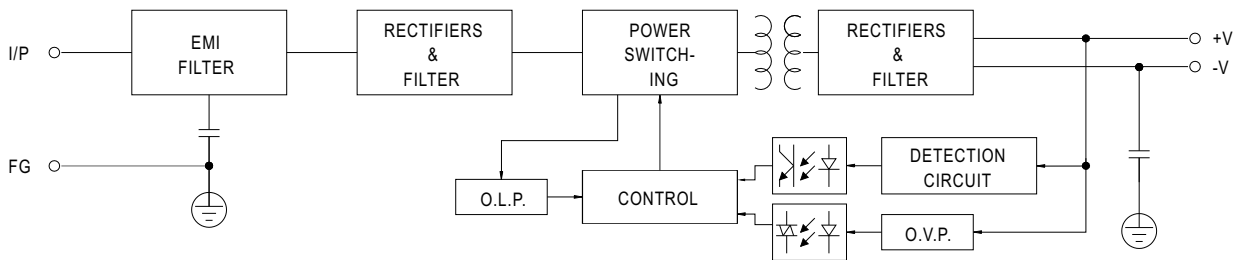 I/P
EMI
FILTER
RECTIFIERS
&
FILTER
POWER
SWITCH-
ING
RECTIFIERS
&
FILTER
+V
-V
FG
O.L.P.
CONTROL
DETECTION
CIRCUIT
O.V.P.